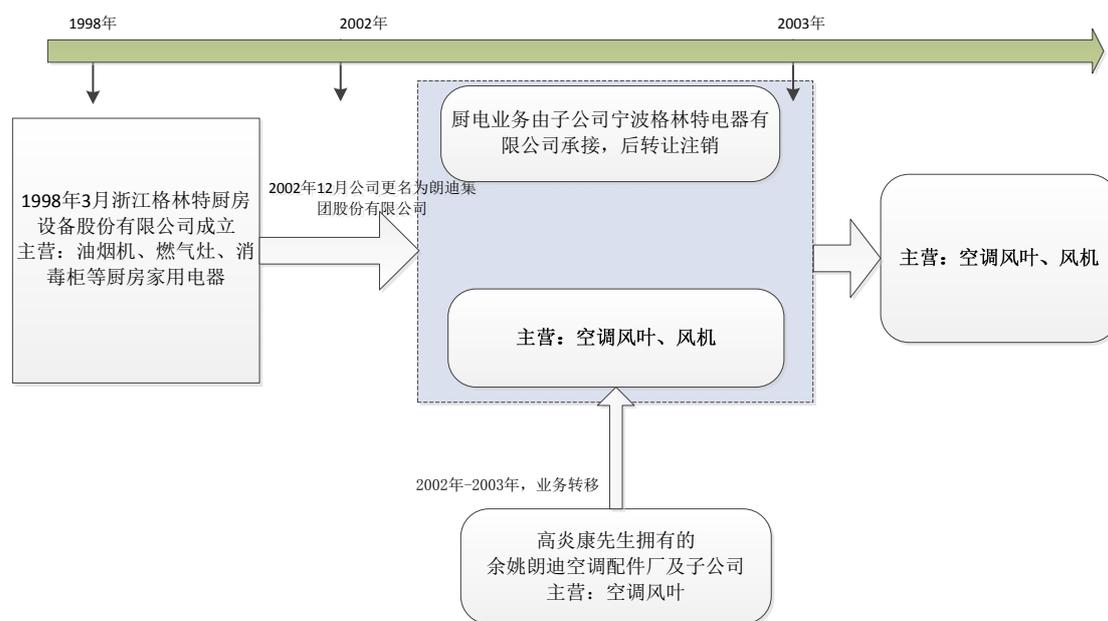 1998年
2002年
2003年
厨电业务由子公司宁波格林特电器有
限公司承接，后转让注销
1998年3月浙江格林特厨房
设备股份有限公司成立
主营：油烟机、燃气灶、消
毒柜等厨房家用电器
2002年12月公司更名为朗迪集
团股份有限公司
主营：空调风叶、风机
主营：空调风叶、风机
2002年-2003年，业务转移
高炎康先生拥有的
余姚朗迪空调配件厂及子公司
主营：空调风叶